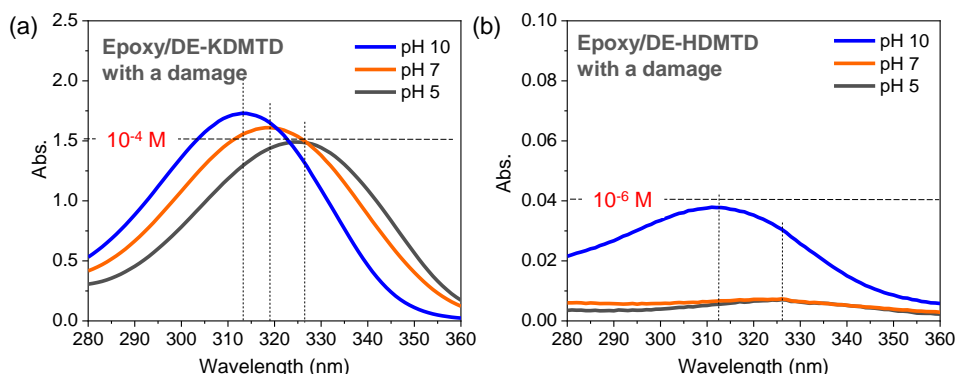 (a)
Epoxy/DE-KDMTD
with a damage
pH 10
pH 7
pH 5
10-4 M
Abs.
2.5
2.0
1.5
1.0
0.5
0.0
280 290 300 310 320 330 340 350 360
Wavelength (nm)
(b)
Epoxy/DE-HDMTD
with a damage
pH 10
pH 7
pH 5
10-6 M
Abs.
0.10
0.08
0.06
0.04
0.02
0.00
280 290 300 310 320 330 340 350 360
Wavelength (nm)